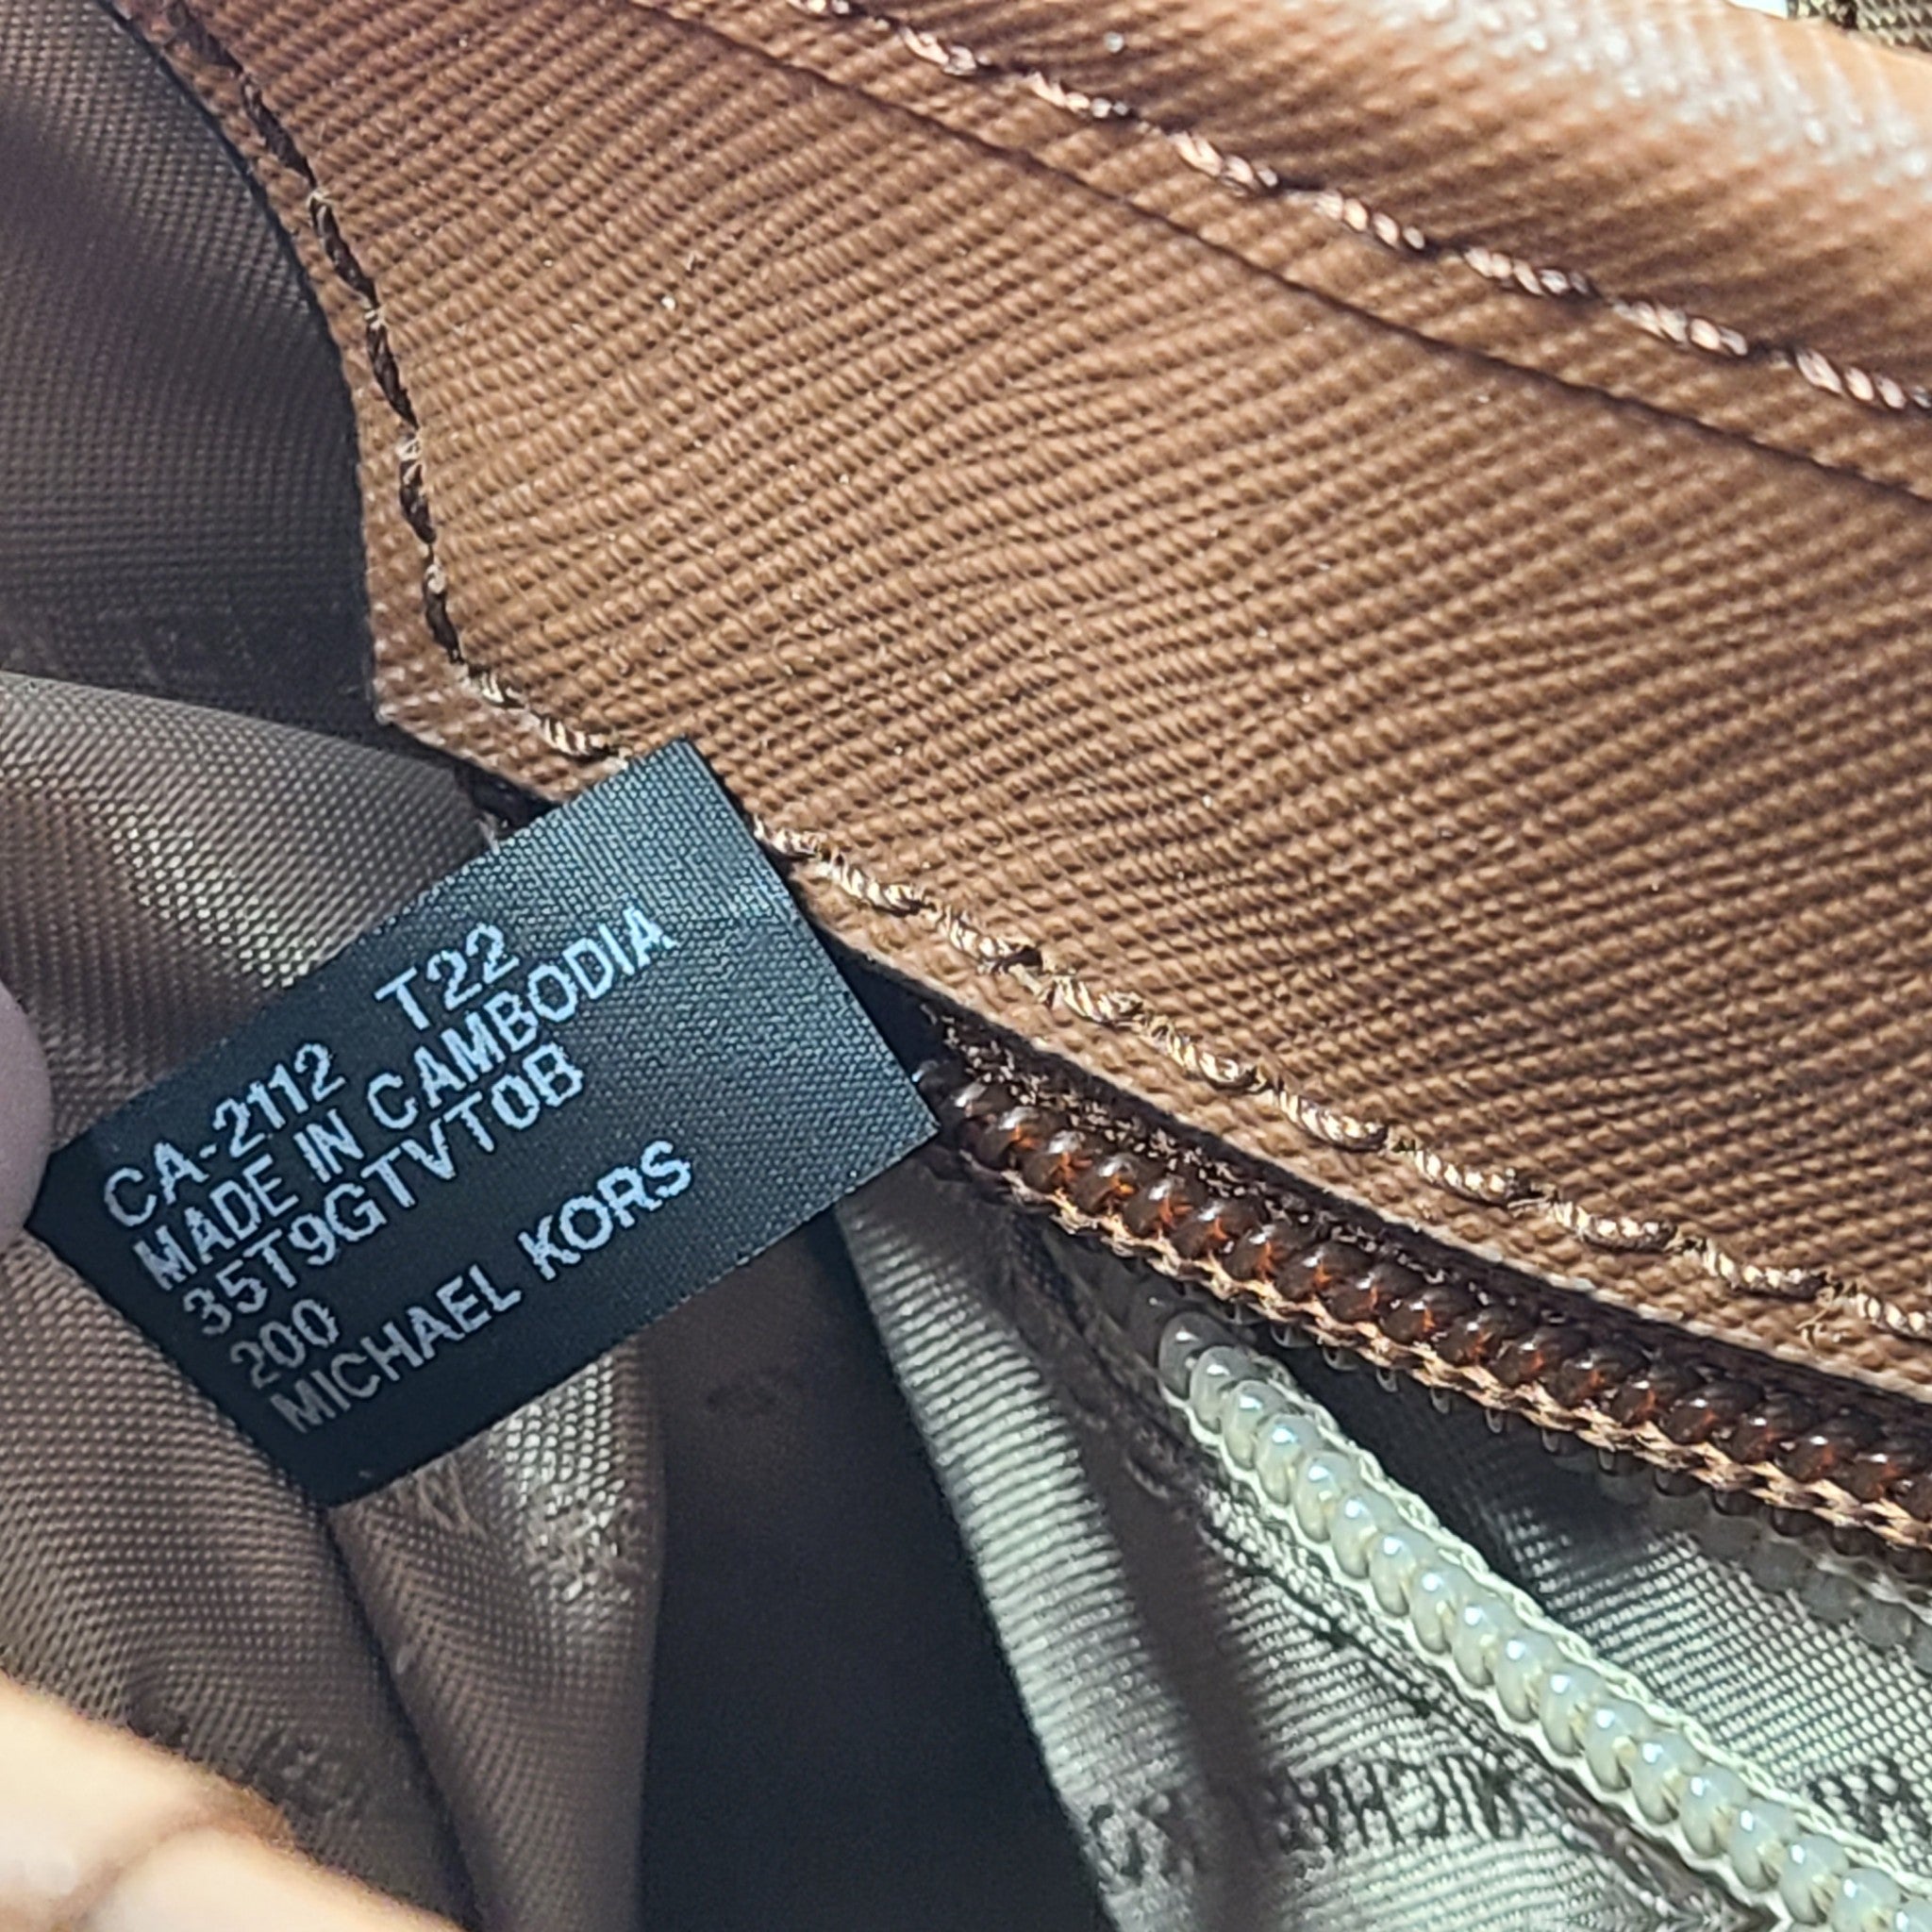 CA-2112 T22
MADE IN CAMBODIA
35T9GTVT0B
200
MICHAEL KORS